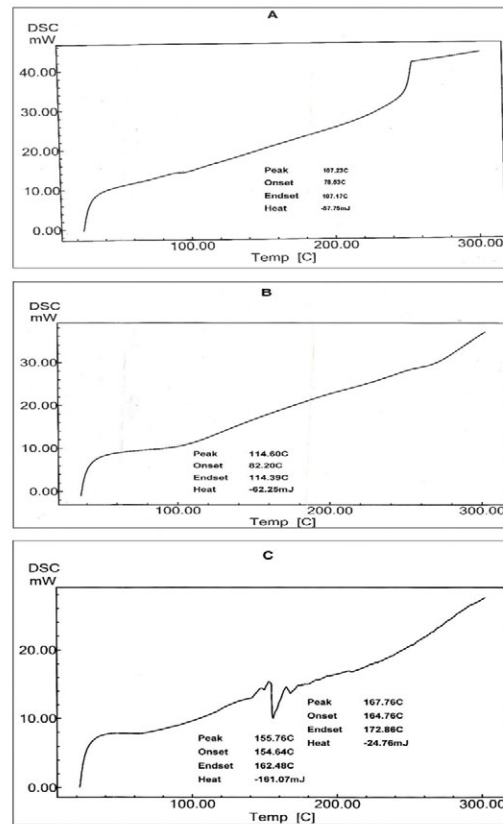 A
DSC
mW
40.00
30.00
20.00
10.00
0.00
Peak 107.23C
Onset 78.83C
Endset 107.17C
Heat -57.75mJ
100.00 200.00 300.00
Temp [C]
B
DSC
mW
30.00
20.00
10.00
0.00
Peak 114.60C
Onset 82.20C
Endset 114.39C
Heat -62.25mJ
100.00 200.00 300.00
Temp [C]
C
DSC
mW
20.00
10.00
0.00
Peak 167.76C
Onset 164.76C
Endset 172.86C
Heat -24.76mJ
Peak 155.76C
Onset 154.64C
Endset 162.48C
Heat -161.07mJ
100.00 200.00 300.00
Temp [C]